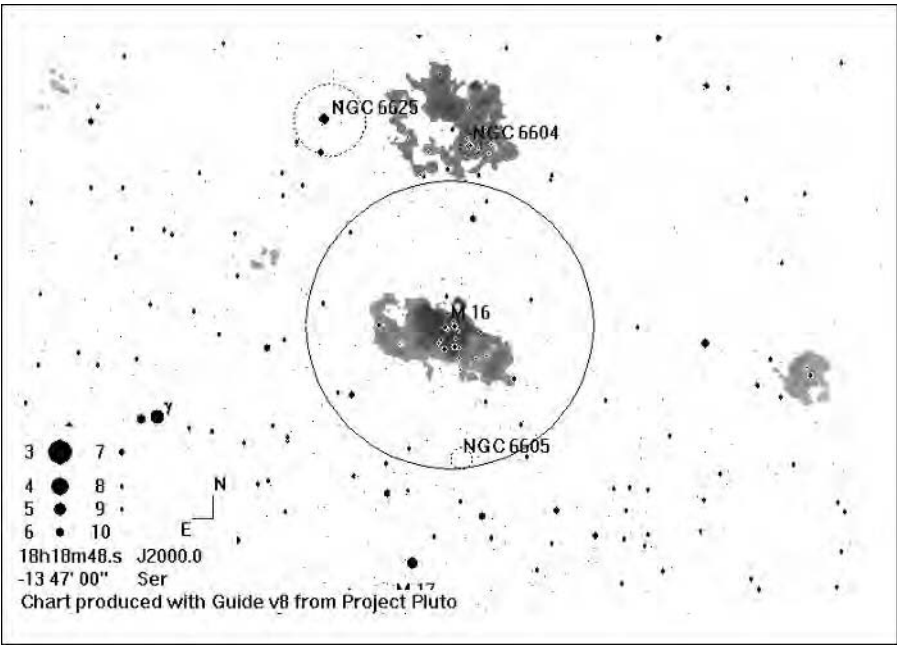 NGC 6625
NGC 6604
M 16
γ
NGC 6605
3 7
4 8
5 9
6 10
N
E
18h18m48.s J2000.0
-13 47' 00" Ser
M 17
Chart produced with Guide v8 from Project Pluto